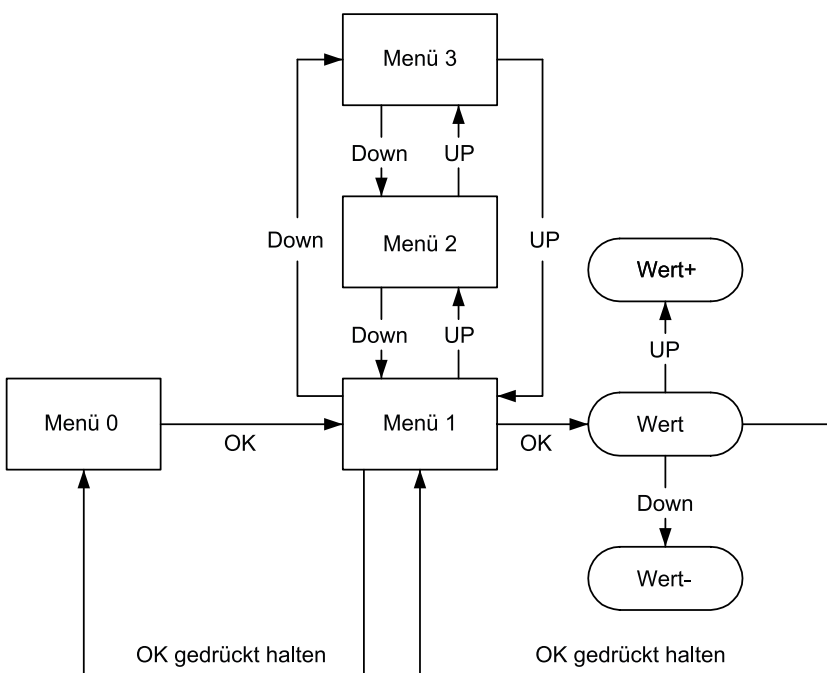 Menü 3
Down
UP
Down
Menü 2
UP
Wert+
Down
UP
UP
Menü 0
OK
Menü 1
OK
Wert
Down
Wert-
OK gedrückt halten
OK gedrückt halten